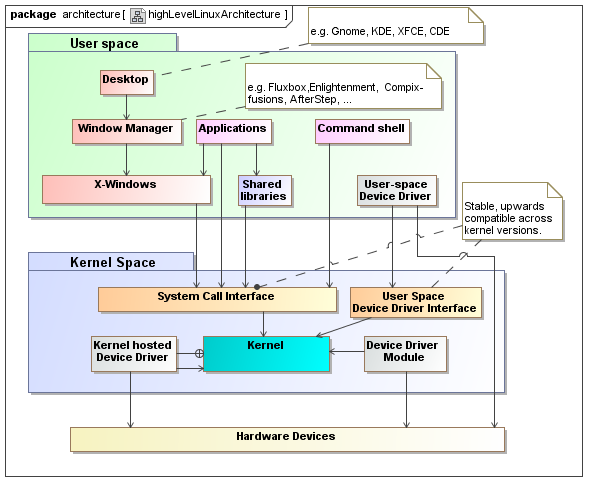 package architecture [ highLevelLinuxArchitecture ]
e.g. Gnome, KDE, XFCE, CDE
User space
Desktop
e.g. Fluxbox,Enlightenment, Compix-
fusions, AfterStep, ...
Window Manager
Applications
Command shell
X-Windows
Shared
libraries
User-space
Device Driver
Stable, upwards
compatible across
kernel versions.
Kernel Space
System Call Interface
User Space
Device Driver Interface
Kernel hosted
Device Driver
Kernel
Device Driver
Module
Hardware Devices